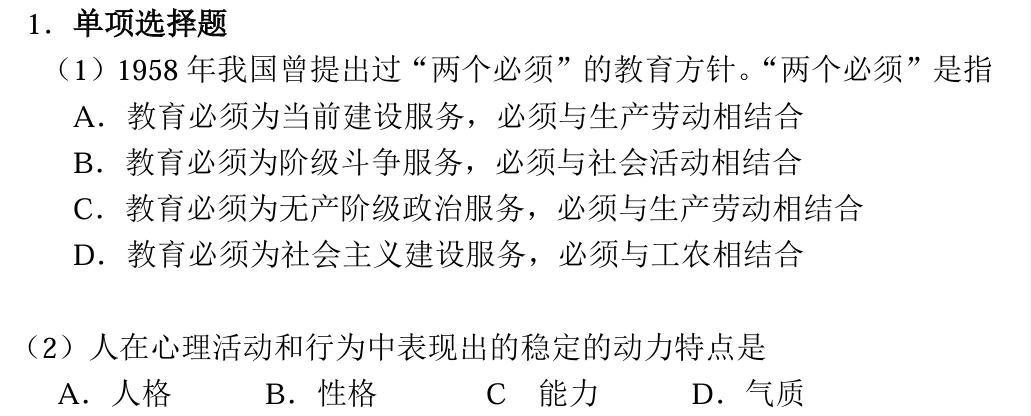 1．单项选择题
（1）1958 年我国曾提出过“两个必须”的教育方针。“两个必须”是指
A．教育必须为当前建设服务，必须与生产劳动相结合
B．教育必须为阶级斗争服务，必须与社会活动相结合
C．教育必须为无产阶级政治服务，必须与生产劳动相结合
D．教育必须为社会主义建设服务，必须与工农相结合
（2）人在心理活动和行为中表现出的稳定的动力特点是
A．人格 B．性格 C 能力 D．气质